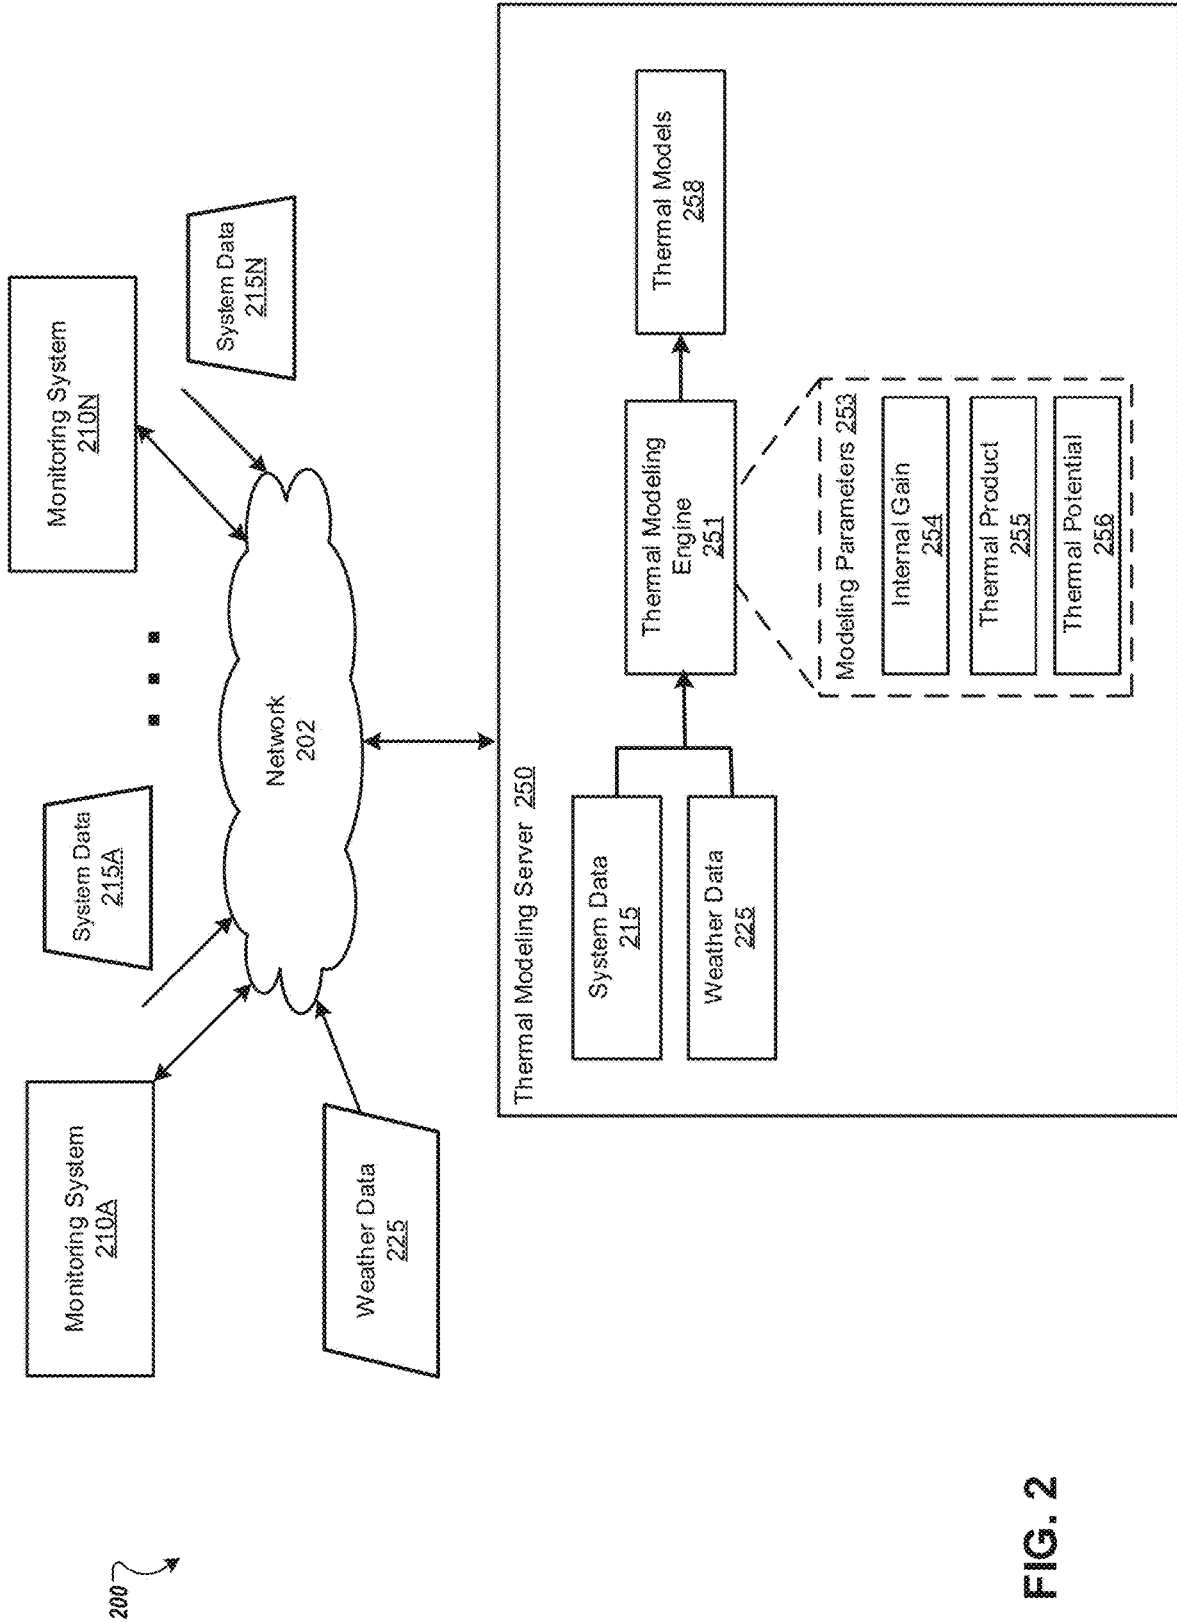 200
Monitoring System
210A
System Data
215A
Monitoring System
210N
System Data
215N
Network
202
Weather Data
225
Thermal Modeling Server 250
System Data
215
Weather Data
225
Thermal Modeling
Engine
251
Thermal Models
258
Modeling Parameters 253
Internal Gain
254
Thermal Product
255
Thermal Potential
256
FIG. 2